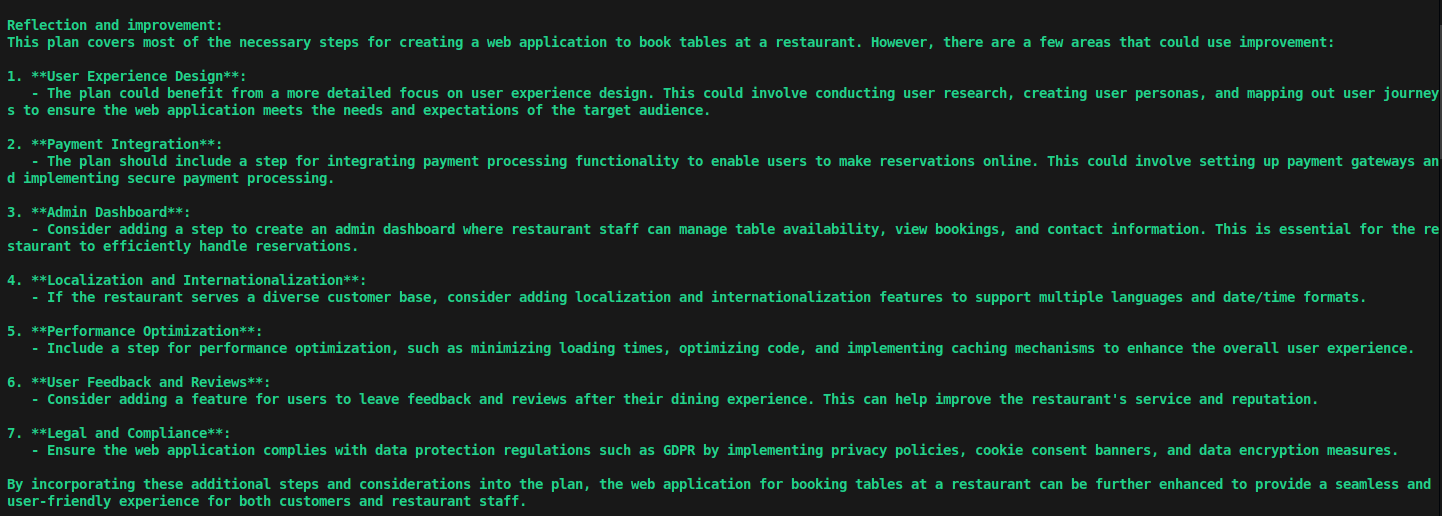 Reflection and improvement:
This plan covers most of the necessary steps for creating a web application to book tables at a restaurant. However, there are a few areas that could use improvement:
1. **User Experience Design**:
- The plan could benefit from a more detailed focus on user experience design. This could involve conducting user research, creating user personas, and mapping out user journey
s to ensure the web application meets the needs and expectations of the target audience.
2. **Payment Integration**:
- The plan should include a step for integrating payment processing functionality to enable users to make reservations online. This could involve setting up payment gateways an
d implementing secure payment processing.
3. **Admin Dashboard**:
- Consider adding a step to create an admin dashboard where restaurant staff can manage table availability, view bookings, and contact information. This is essential for the re
staurant to efficiently handle reservations.
4. **Localization and Internationalization**:
- If the restaurant serves a diverse customer base, consider adding localization and internationalization features to support multiple languages and date/time formats.
5. **Performance Optimization**:
- Include a step for performance optimization, such as minimizing loading times, optimizing code, and implementing caching mechanisms to enhance the overall user experience.
6. **User Feedback and Reviews**:
- Consider adding a feature for users to leave feedback and reviews after their dining experience. This can help improve the restaurant's service and reputation.
7. **Legal and Compliance**:
- Ensure the web application complies with data protection regulations such as GDPR by implementing privacy policies, cookie consent banners, and data encryption measures.
By incorporating these additional steps and considerations into the plan, the web application for booking tables at a restaurant can be further enhanced to provide a seamless and
user-friendly experience for both customers and restaurant staff.